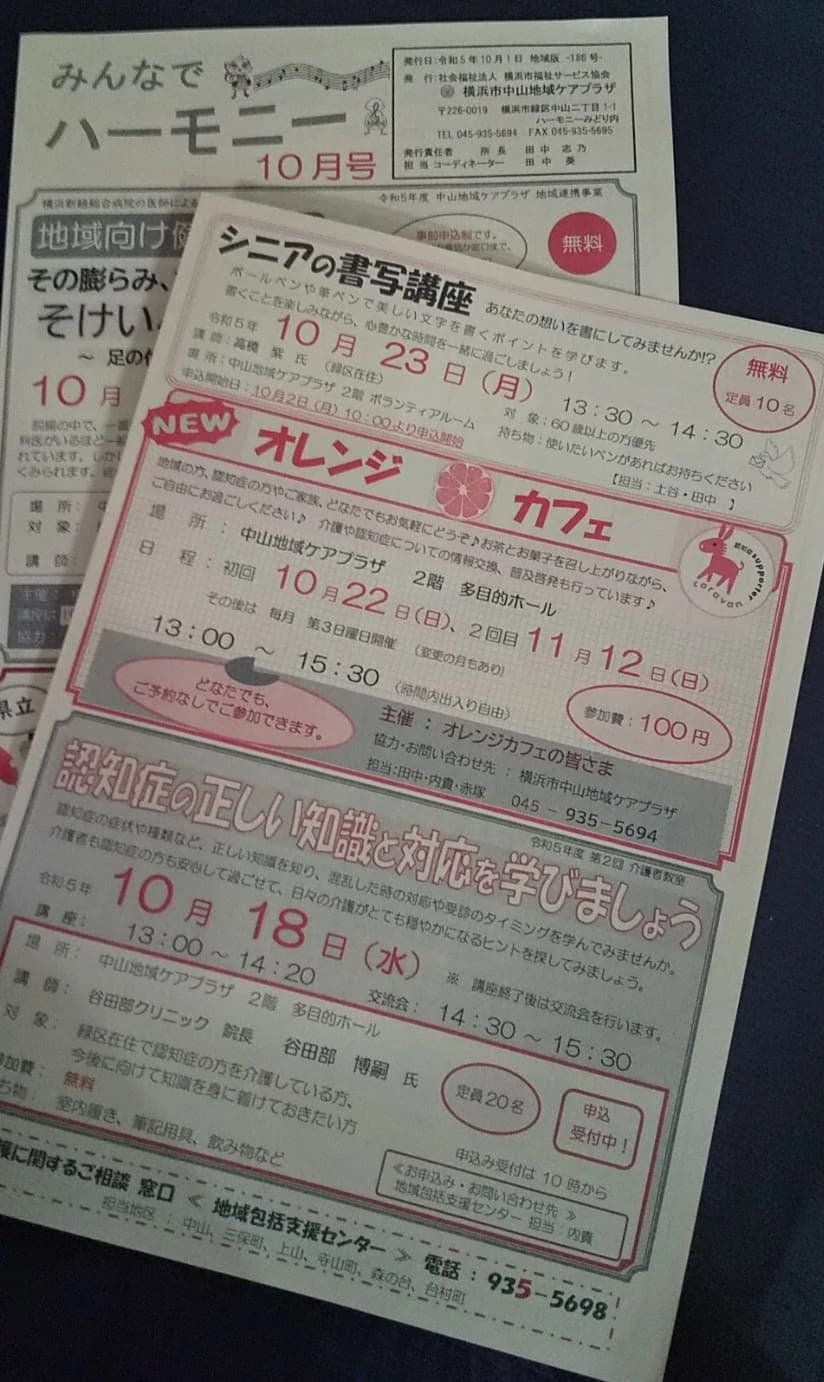 みんなで
ハーモニー
10月号
発行日:令和5年10月1日 地域版 -186号-
発 行:社会福祉法人 横浜市福祉サービス協会
横浜市中山地域ケアプラザ
〒226-0019 横浜市緑区中山二丁目1-1
ハーモニーみどり内
TEL 045-935-5694 FAX 045-935-5695
発行責任者 所 長 田中 志乃
担当コーディネーター 田中 葵
令和5年度 中山地域ケアプラザ 地域連携事業
地域向け
事前申込制です。
無料
その膨らみ、
そけい
~ 足の
10月
場 所:
対 象:
講 師:
主催:
講座は
協力:
県立
シニアの書写講座 あなたの想いを書にしてみませんか!?
ボールペンや筆ペンで美しい文字を書くポイントを学びます。
書くことを楽しみながら、心豊かな時間を一緒に過ごしましょう!
令和5年 10月23日(月) 13:30~14:30
無料
定員10名
講師:髙橋 紫 氏(緑区在住)
対 象:60歳以上の方優先
場 所:中山地域ケアプラザ 2階 ボランティアルーム
持ち物:使いたいペンがあればお持ちください
申込開始日:10月2日(月)10:00より申込開始
【担当:土谷・田中 】
NEW
オレンジ カフェ
地域の方、認知症の方やご家族、どなたでもお気軽にどうぞ♪お茶とお菓子を召し上がりながら、
ご自由にお過ごしください♪ 介護や認知症についての情報交換、普及啓発も行っています♪
認知症supporter caravan
場 所:中山地域ケアプラザ 2階 多目的ホール
日 程:初回 10月22日(日)、2回目 11月12日(日)
その後は 毎月 第3日曜日開催 (変更の月もあり)
13:00 ~ 15:30 (時間内出入り自由)
参加費:100円
どなたでも、
ご予約なしでご参加できます。
主催:オレンジカフェの皆さま
協力・お問い合わせ先:横浜市中山地域ケアプラザ
担当:田中・内貴・赤塚 045-935-5694
令和5年度 第2回 介護者教室
認知症の正しい知識と対応を学びましょう
認知症の症状や種類など、正しい知識を知り、混乱した時の対応や受診のタイミングを学んでみませんか。
介護者も認知症の方も安心して過ごせて、日々の介護がとても穏やかになるヒントを探してみましょう。
令和5年 10月18日(水) ※ 講座終了後は交流会を行います。
講座: 13:00~14:20 交流会: 14:30~15:30
場 所: 中山地域ケアプラザ 2階 多目的ホール
講 師: 谷田部クリニック 院長 谷田部 博嗣 氏
対 象: 緑区在住で認知症の方を介護している方、
今後に向けて知識を身に着けておきたい方
加費: 無料
ち物: 室内履き、筆記用具、飲み物など
定員20名
申込
受付中!
申込み受付は 10時から
≪お申込み・お問い合わせ先 ≫
地域包括支援センター 担当:内貴
に関するご相談 窓口 ≪ 地域包括支援センター ≫ 電話:935-5698
担当地区 : 中山、三保町、上山、寺山町、森の台、台村町